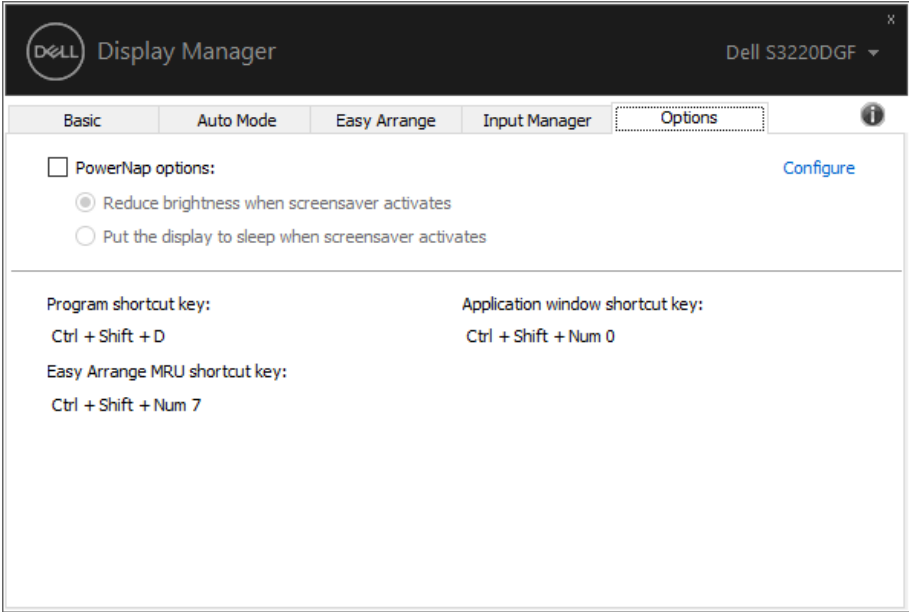 x
DELL Display Manager
Dell S3220DGF
Basic Auto Mode Easy Arrange Input Manager Options
PowerNap options: Configure
Reduce brightness when screensaver activates
Put the display to sleep when screensaver activates
Program shortcut key: Application window shortcut key:
Ctrl + Shift + D Ctrl + Shift + Num 0
Easy Arrange MRU shortcut key:
Ctrl + Shift + Num 7